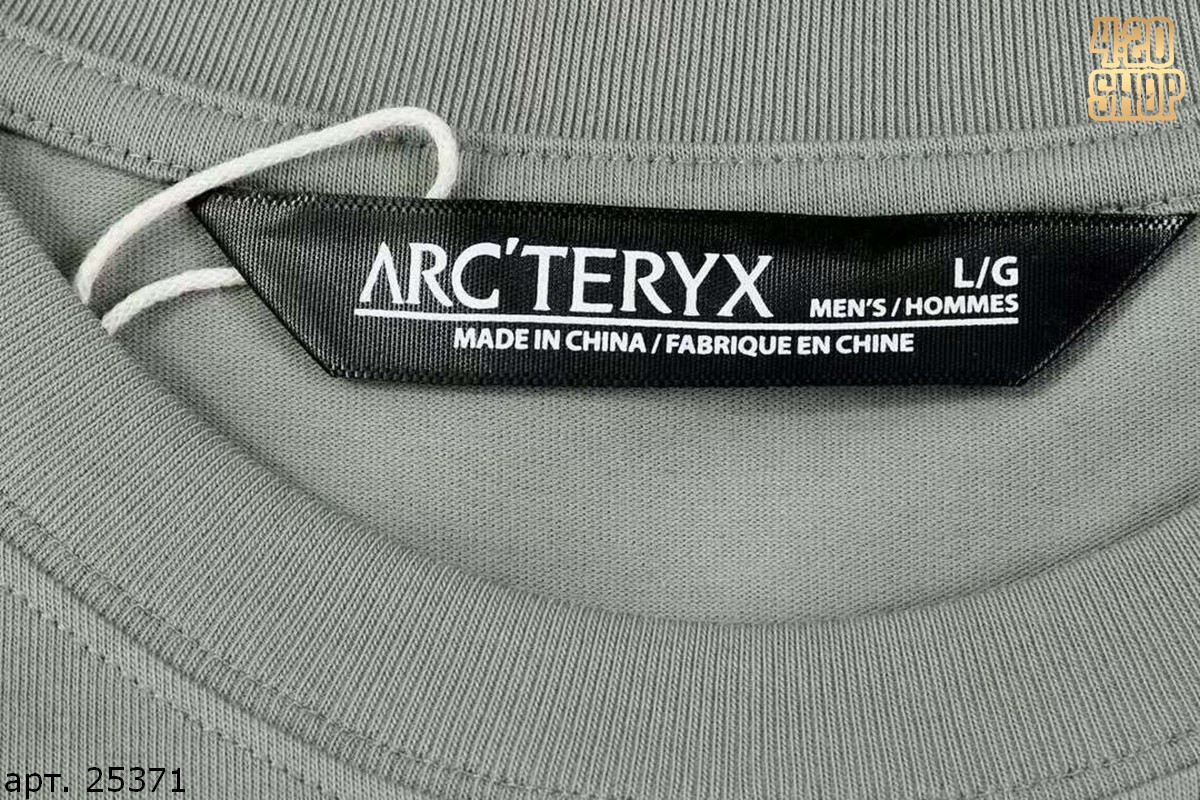 420
SHOP
ARC'TERYX
L/G
MEN'S / HOMMES
MADE IN CHINA / FABRIQUE EN CHINE
арт. 25371